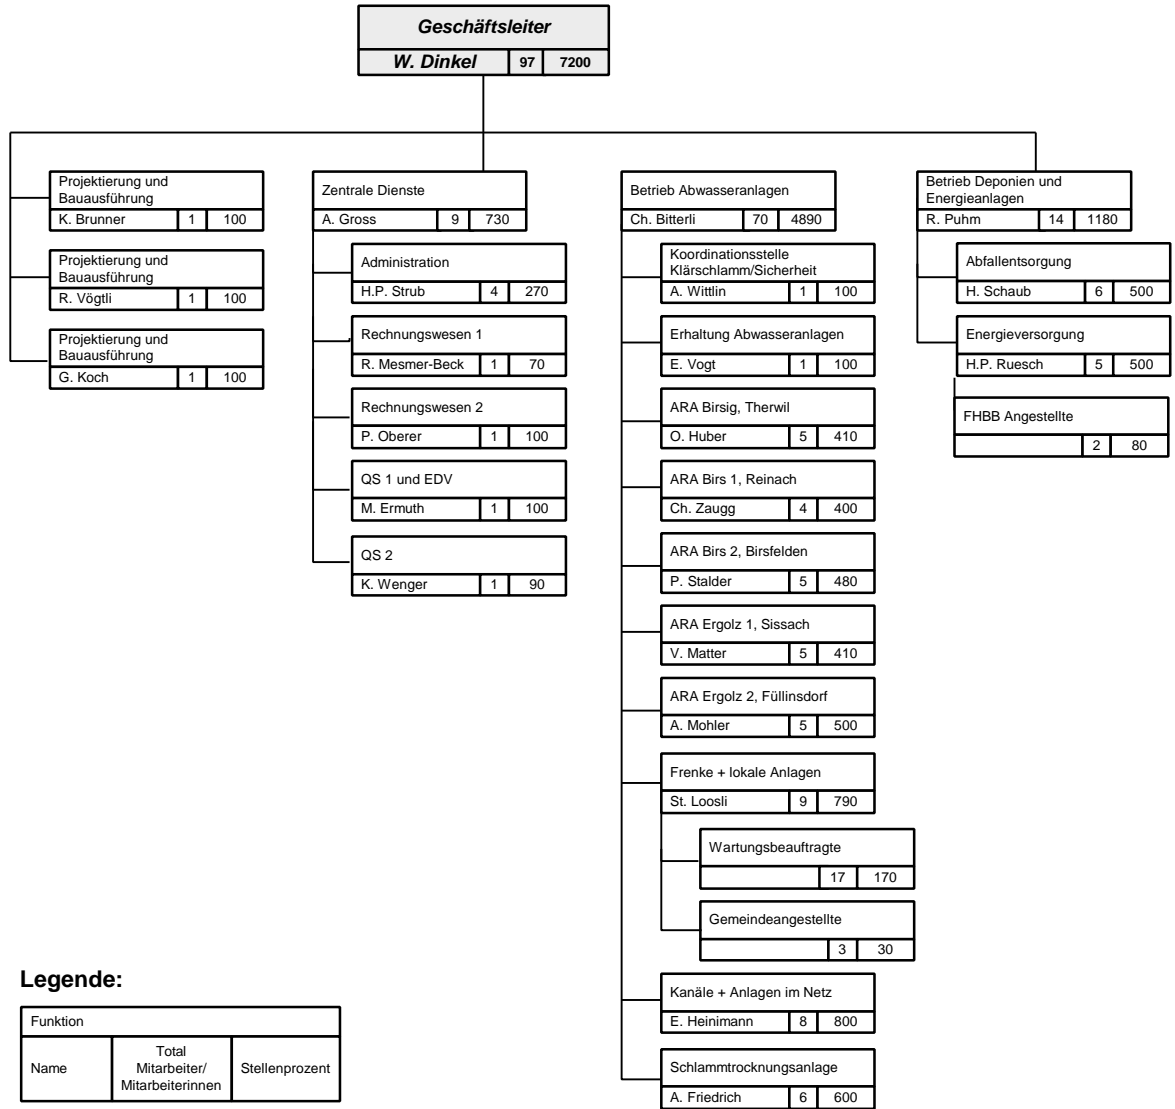 Geschäftsleiter
W. Dinkel 97 7200
Projektierung und
Bauausführung
K. Brunner 1 100
Projektierung und
Bauausführung
R. Vögtli 1 100
Projektierung und
Bauausführung
G. Koch 1 100
Zentrale Dienste
A. Gross 9 730
Administration
H.P. Strub 4 270
Rechnungswesen 1
R. Mesmer-Beck 1 70
Rechnungswesen 2
P. Oberer 1 100
QS 1 und EDV
M. Ermuth 1 100
QS 2
K. Wenger 1 90
Betrieb Abwasseranlagen
Ch. Bitterli 70 4890
Koordinationsstelle
Klärschlamm/Sicherheit
A. Wittlin 1 100
Erhaltung Abwasseranlagen
E. Vogt 1 100
ARA Birsig, Therwil
O. Huber 5 410
ARA Birs 1, Reinach
Ch. Zaugg 4 400
ARA Birs 2, Birsfelden
P. Stalder 5 480
ARA Ergolz 1, Sissach
V. Matter 5 410
ARA Ergolz 2, Füllinsdorf
A. Mohler 5 500
Frenke + lokale Anlagen
St. Loosli 9 790
Wartungsbeauftragte
17 170
Gemeindeangestellte
3 30
Kanäle + Anlagen im Netz
E. Heinimann 8 800
Schlammtrocknungsanlage
A. Friedrich 6 600
Betrieb Deponien und
Energieanlagen
R. Puhm 14 1180
Abfallentsorgung
H. Schaub 6 500
Energieversorgung
H.P. Ruesch 5 500
FHBB Angestellte
2 80
Legende:
Funktion
Name
Total
Mitarbeiter/
Mitarbeiterinnen
Stellenprozent